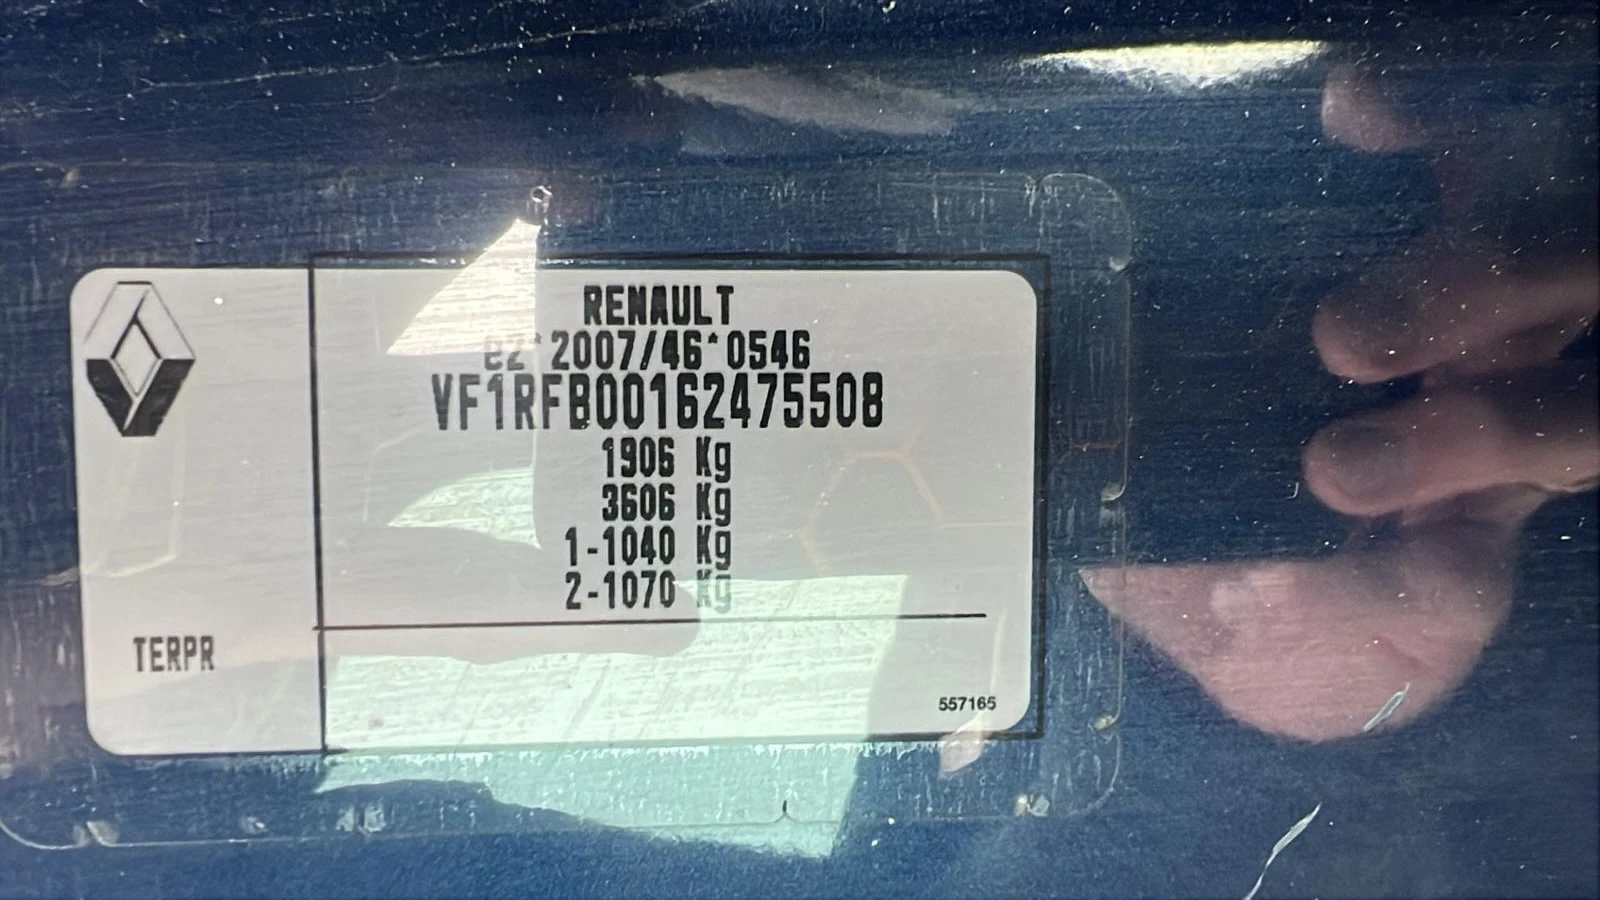 RENAULT
e2*2007/46*0546
VF1RFB00162475508
1906 Kg
3606 Kg
1-1040 Kg
2-1070 Kg
TERPR
557165